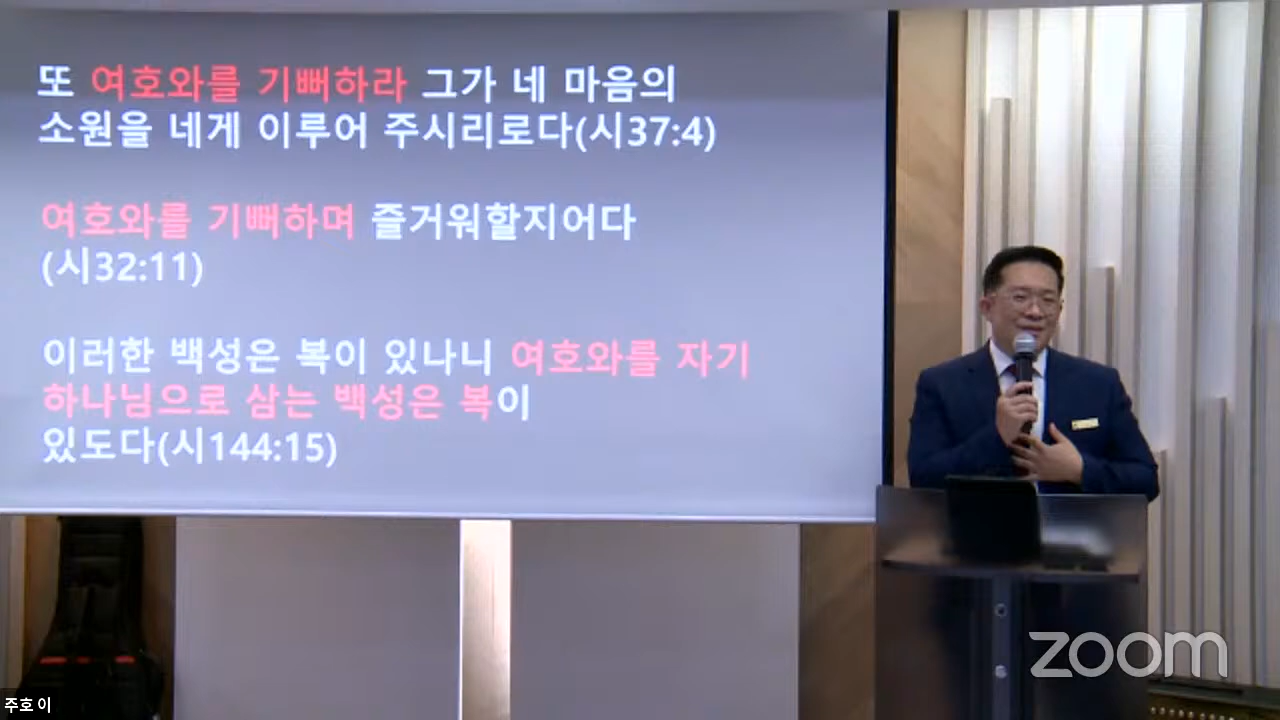 또 여호와를 기뻐하라 그가 네 마음의
소원을 네게 이루어 주시리로다(시37:4)
여호와를 기뻐하며 즐거워할지어다
(시32:11)
이러한 백성은 복이 있나니 여호와를 자기
하나님으로 삼는 백성은 복이
있도다(시144:15)
zoom
주호 이